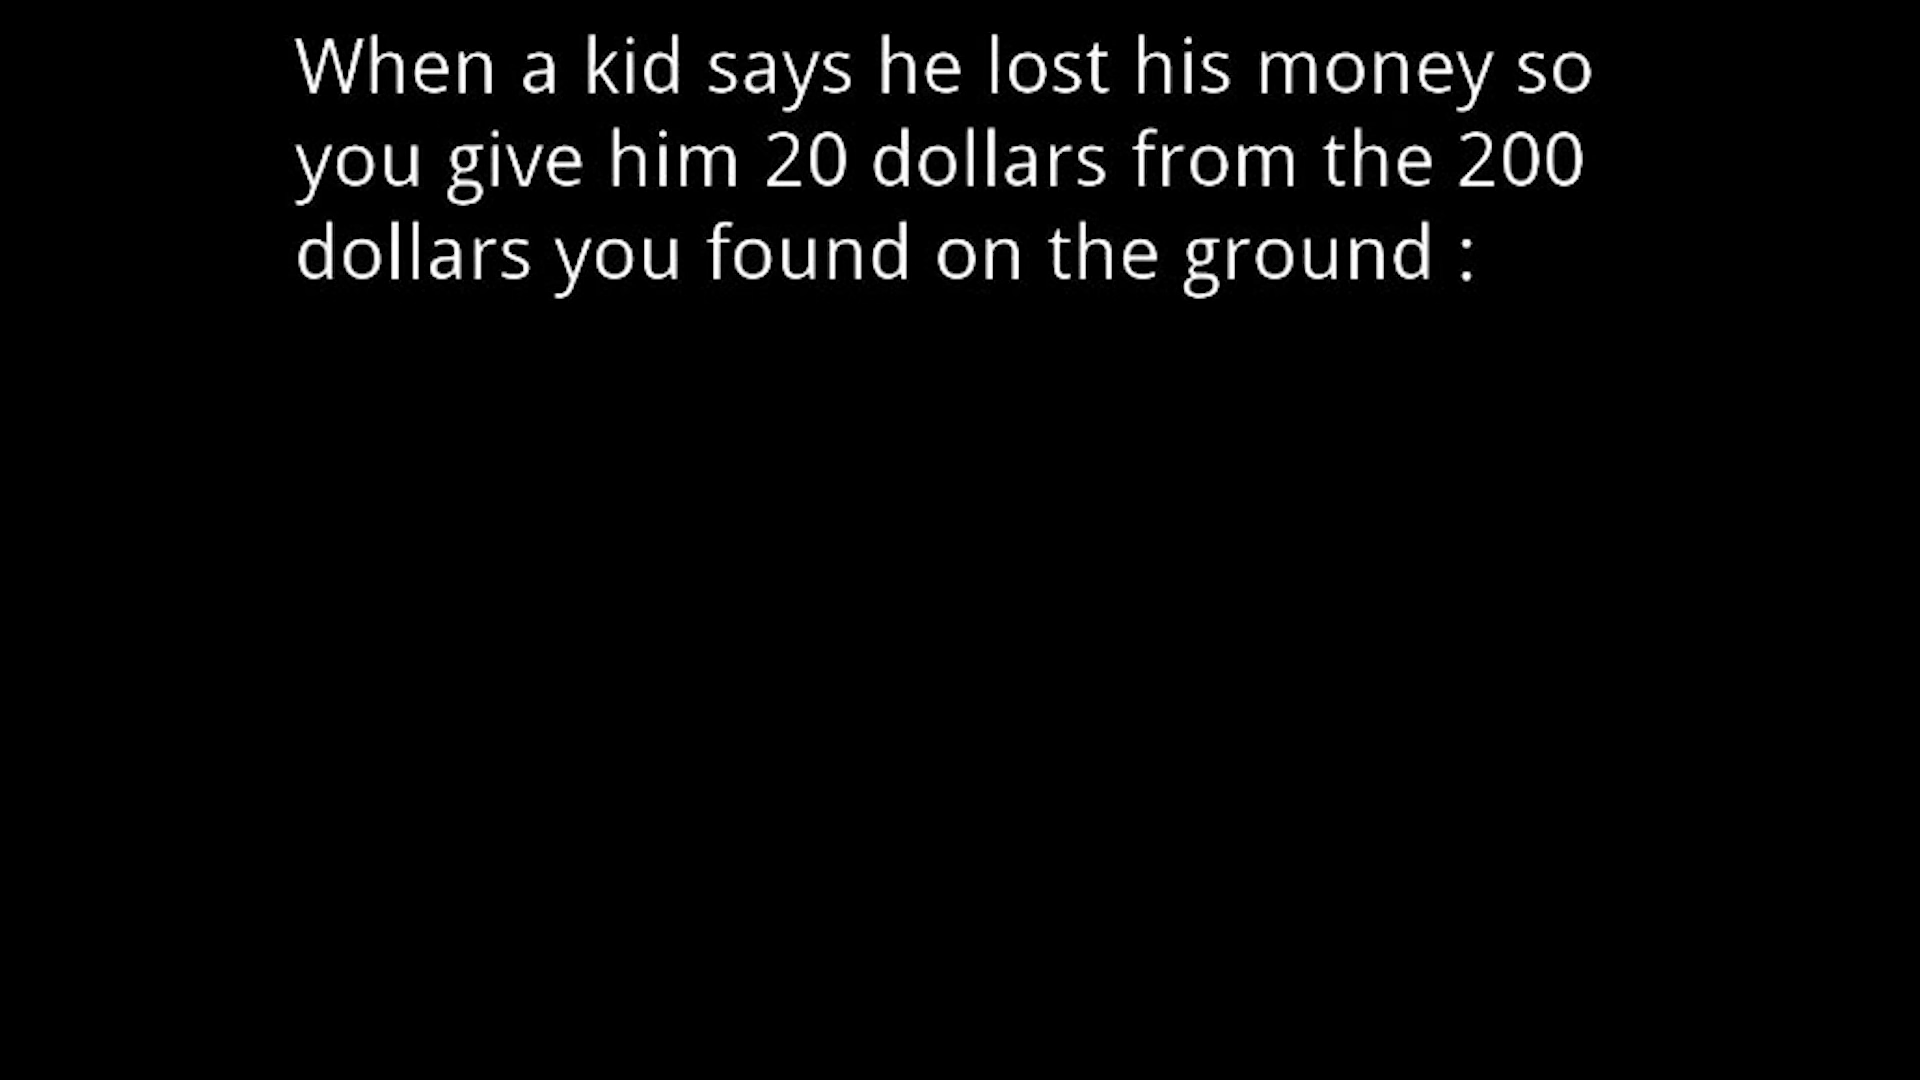 When a kid says he lost his money so
you give him 20 dollars from the 200
dollars you found on the ground :